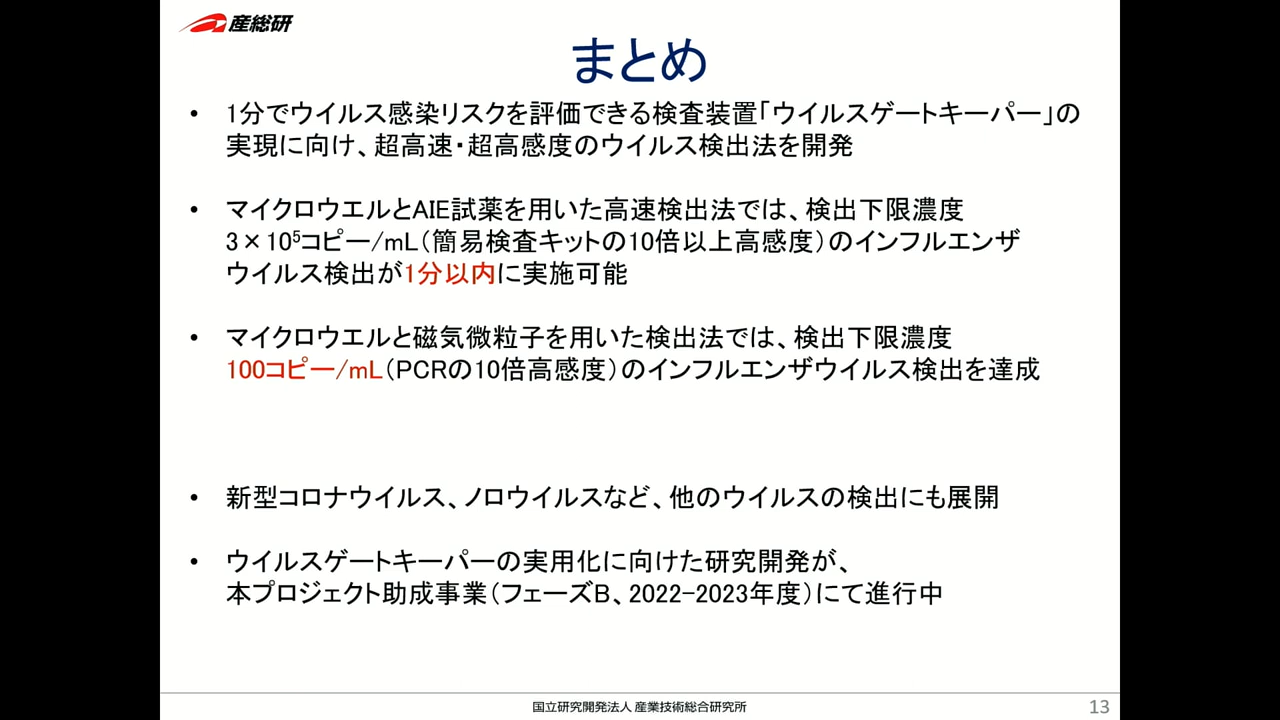 産総研
まとめ
• 1分でウイルス感染リスクを評価できる検査装置「ウイルスゲートキーパー」の
実現に向け、超高速・超高感度のウイルス検出法を開発
• マイクロウエルとAIE試薬を用いた高速検出法では、検出下限濃度
3×10⁵コピー/mL(簡易検査キットの10倍以上高感度)のインフルエンザ
ウイルス検出が1分以内に実施可能
• マイクロウエルと磁気微粒子を用いた検出法では、検出下限濃度
100コピー/mL(PCRの10倍高感度)のインフルエンザウイルス検出を達成
• 新型コロナウイルス、ノロウイルスなど、他のウイルスの検出にも展開
• ウイルスゲートキーパーの実用化に向けた研究開発が、
本プロジェクト助成事業(フェーズB、2022-2023年度)にて進行中
国立研究開発法人 産業技術総合研究所
13